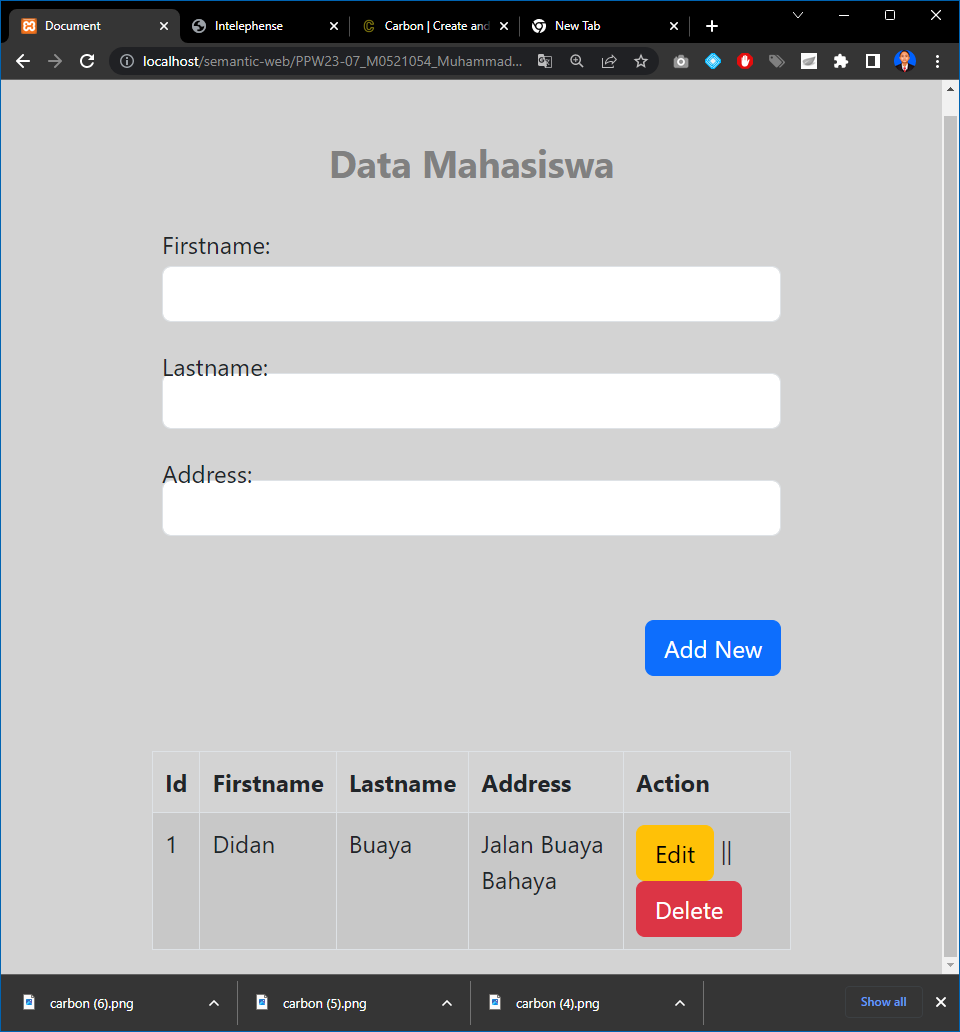 Document
Intelephense
Carbon | Create and
New Tab
localhost/semantic-web/PPW23-07_M0521054_Muhammad...
Data Mahasiswa
Firstname:
Lastname:
Address:
Add New
Id Firstname Lastname Address Action
1 Didan Buaya Jalan Buaya Edit ||
Bahaya
Delete
carbon (6).png
carbon (5).png
carbon (4).png
Show all